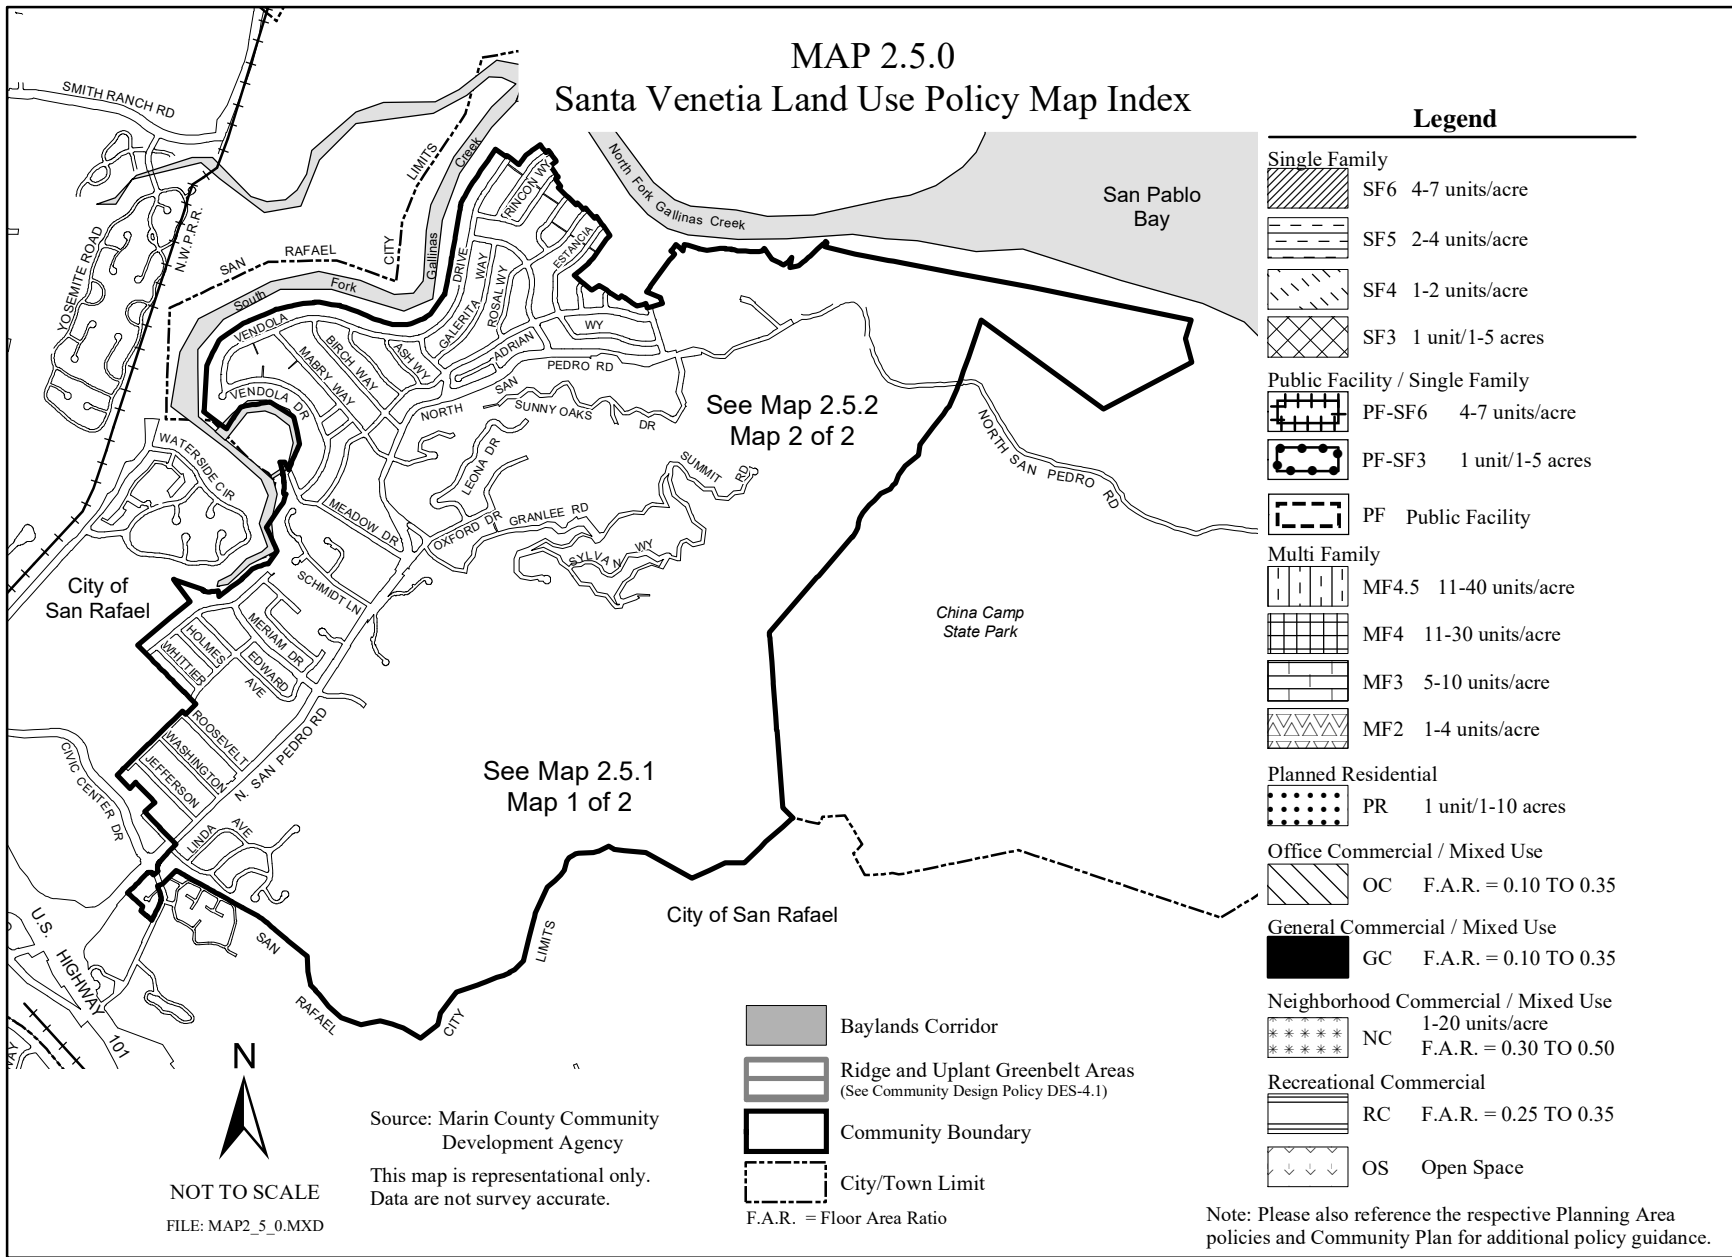 MAP 2.5.0
Santa Venetia Land Use Policy Map Index
SMITH RANCH RD
YOSEMITE ROAD
N.W.P.R.R.
SAN
RAFAEL
CITY
LIMITS
South
Fork
Gallinas
Creek
North Fork Gallinas Creek
San Pablo
Bay
RINCON WY
ESTANCIA
DRIVE
WAY
GALERITA
ROSAL WY
VENDOLA
BIRCH WAY
MABRY WAY
ASH WY
ADRIAN
WY
VENDOLA DR
NORTH
SAN
PEDRO RD
SUNNY OAKS
DR
See Map 2.5.2
Map 2 of 2
NORTH SAN PEDRO RD
WATERSIDE CIR
LEONA DR
SUMMIT
RD
MEADOW DR
OXFORD DR
GRANLEE RD
SYLVAN WY
SCHMIDT LN
City of
San Rafael
China Camp
State Park
HOLMES
MERIAM DR
WHITTIER
EDWARD
AVE
ROOSEVELT
WASHINGTON
JEFFERSON
N. SAN PEDRO RD
CIVIC CENTER DR
LINDA
AVE
See Map 2.5.1
Map 1 of 2
City of San Rafael
SAN
RAFAEL
CITY
LIMITS
U.S.
HIGHWAY
101
WAY
N
NOT TO SCALE
FILE: MAP2_5_0.MXD
Source: Marin County Community
Development Agency
This map is representational only.
Data are not survey accurate.
Baylands Corridor
Ridge and Uplant Greenbelt Areas
(See Community Design Policy DES-4.1)
Community Boundary
City/Town Limit
F.A.R. = Floor Area Ratio
Legend
Single Family
SF6 4-7 units/acre
SF5 2-4 units/acre
SF4 1-2 units/acre
SF3 1 unit/1-5 acres
Public Facility / Single Family
PF-SF6 4-7 units/acre
PF-SF3 1 unit/1-5 acres
PF Public Facility
Multi Family
MF4.5 11-40 units/acre
MF4 11-30 units/acre
MF3 5-10 units/acre
MF2 1-4 units/acre
Planned Residential
PR 1 unit/1-10 acres
Office Commercial / Mixed Use
OC F.A.R. = 0.10 TO 0.35
General Commercial / Mixed Use
GC F.A.R. = 0.10 TO 0.35
Neighborhood Commercial / Mixed Use
1-20 units/acre
NC F.A.R. = 0.30 TO 0.50
Recreational Commercial
RC F.A.R. = 0.25 TO 0.35
OS Open Space
Note: Please also reference the respective Planning Area
policies and Community Plan for additional policy guidance.